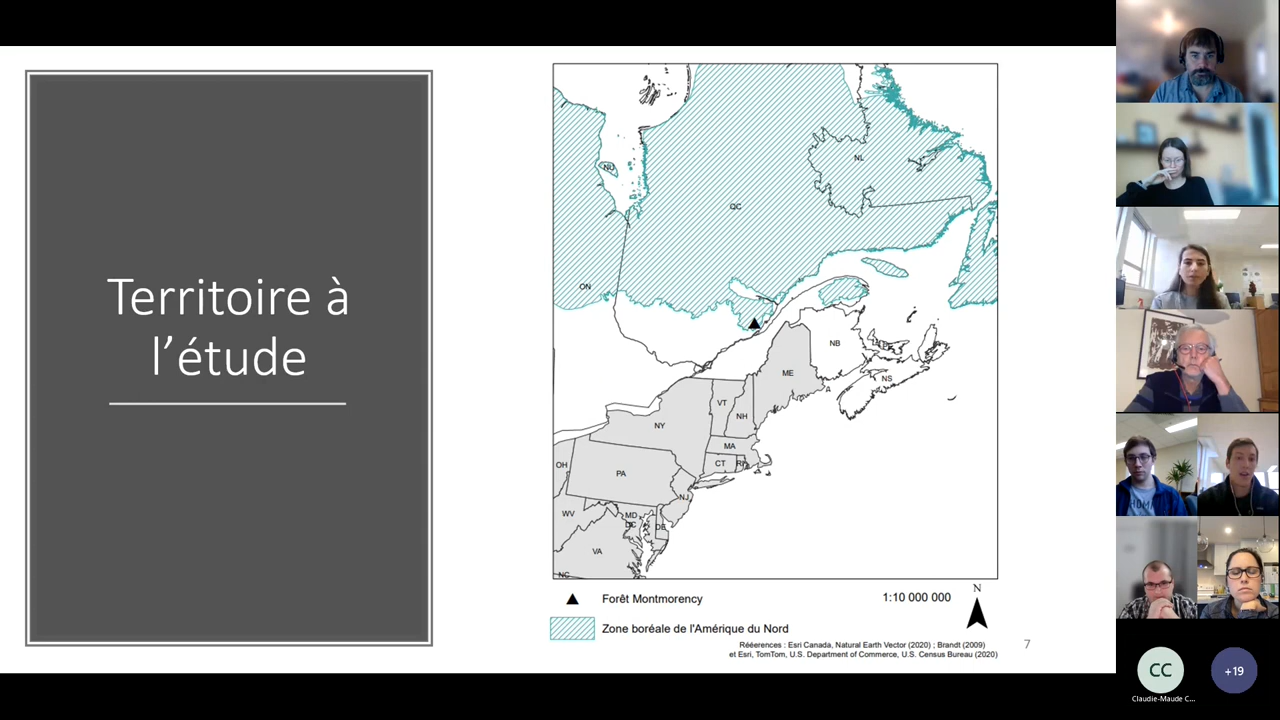 Territoire à
l'étude
NU
NL
QC
ON
NB
ME
NS
VT
NH
NY
MA
CT
RI
OH
PA
NJ
WV
MD
DC
DE
VA
NC
Forêt Montmorency
1:10 000 000
N
Zone boréale de l'Amérique du Nord
Rééerences : Esri Canada, Natural Earth Vector (2020) ; Brandt (2009)
et Esri, TomTom, U.S. Department of Commerce, U.S. Census Bureau (2020)
7
CC
+19
Claudie-Maude C...